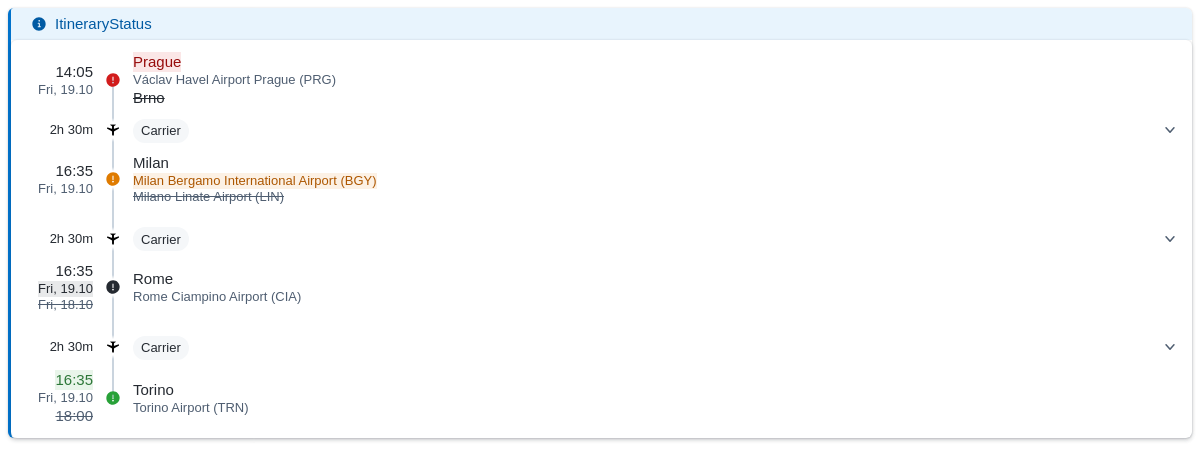 ItineraryStatus
14:05
Fri, 19.10
Prague
Václav Havel Airport Prague (PRG)
Brno
2h 30m
Carrier
16:35
Fri, 19.10
Milan
Milan Bergamo International Airport (BGY)
Milano Linate Airport (LIN)
2h 30m
Carrier
16:35
Fri, 19.10
Fri, 18.10
Rome
Rome Ciampino Airport (CIA)
2h 30m
Carrier
16:35
Fri, 19.10
18:00
Torino
Torino Airport (TRN)